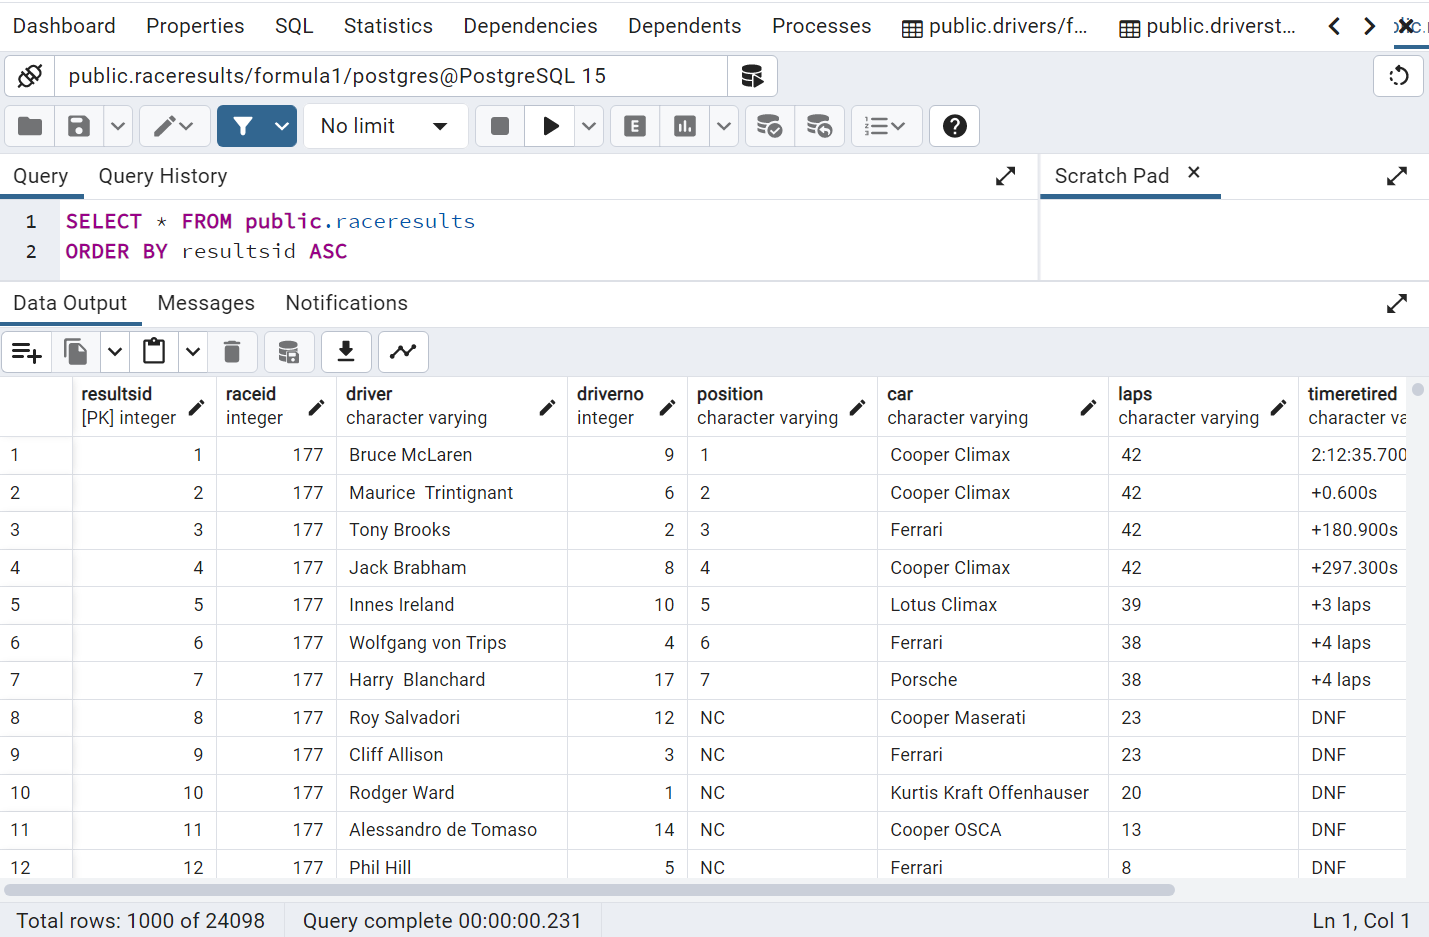 Dashboard Properties SQL Statistics Dependencies Dependents Processes public.drivers/f... public.driverst...
public.raceresults/formula1/postgres@PostgreSQL 15
No limit E
Query Query History Scratch Pad
1 SELECT * FROM public.raceresults
2 ORDER BY resultsid ASC
Data Output Messages Notifications
resultsid raceid driver driverno position car laps timeretired
[PK] integer integer character varying integer character varying character varying character varying character va
1 1 177 Bruce McLaren 9 1 Cooper Climax 42 2:12:35.700
2 2 177 Maurice  Trintignant 6 2 Cooper Climax 42 +0.600s
3 3 177 Tony Brooks 2 3 Ferrari 42 +180.900s
4 4 177 Jack Brabham 8 4 Cooper Climax 42 +297.300s
5 5 177 Innes Ireland 10 5 Lotus Climax 39 +3 laps
6 6 177 Wolfgang von Trips 4 6 Ferrari 38 +4 laps
7 7 177 Harry  Blanchard 17 7 Porsche 38 +4 laps
8 8 177 Roy Salvadori 12 NC Cooper Maserati 23 DNF
9 9 177 Cliff Allison 3 NC Ferrari 23 DNF
10 10 177 Rodger Ward 1 NC Kurtis Kraft Offenhauser 20 DNF
11 11 177 Alessandro de Tomaso 14 NC Cooper OSCA 13 DNF
12 12 177 Phil Hill 5 NC Ferrari 8 DNF
Total rows: 1000 of 24098 Query complete 00:00:00.231 Ln 1, Col 1